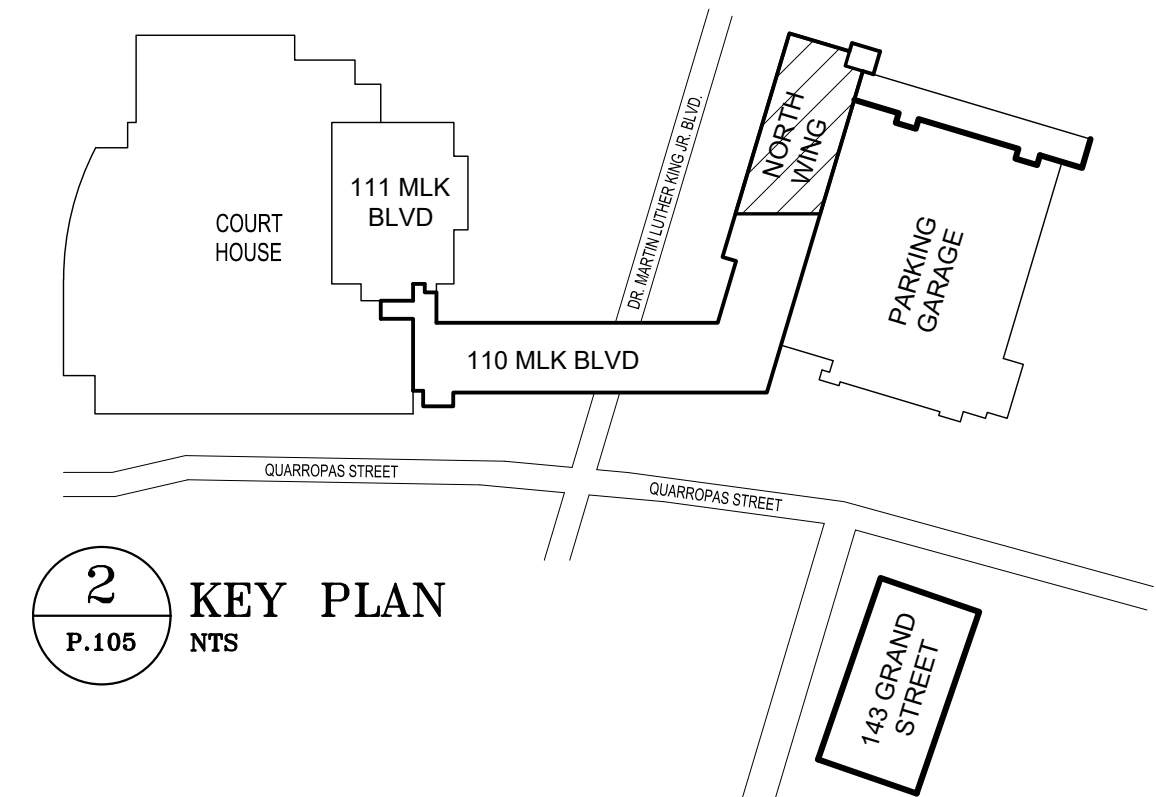 COURT
HOUSE
111 MLK
BLVD
DR. MARTIN LUTHER KING JR. BLVD.
NORTH
WING
PARKING
GARAGE
110 MLK BLVD
QUARROPAS STREET
QUARROPAS STREET
2
P.105
KEY PLAN
NTS
143 GRAND
STREET